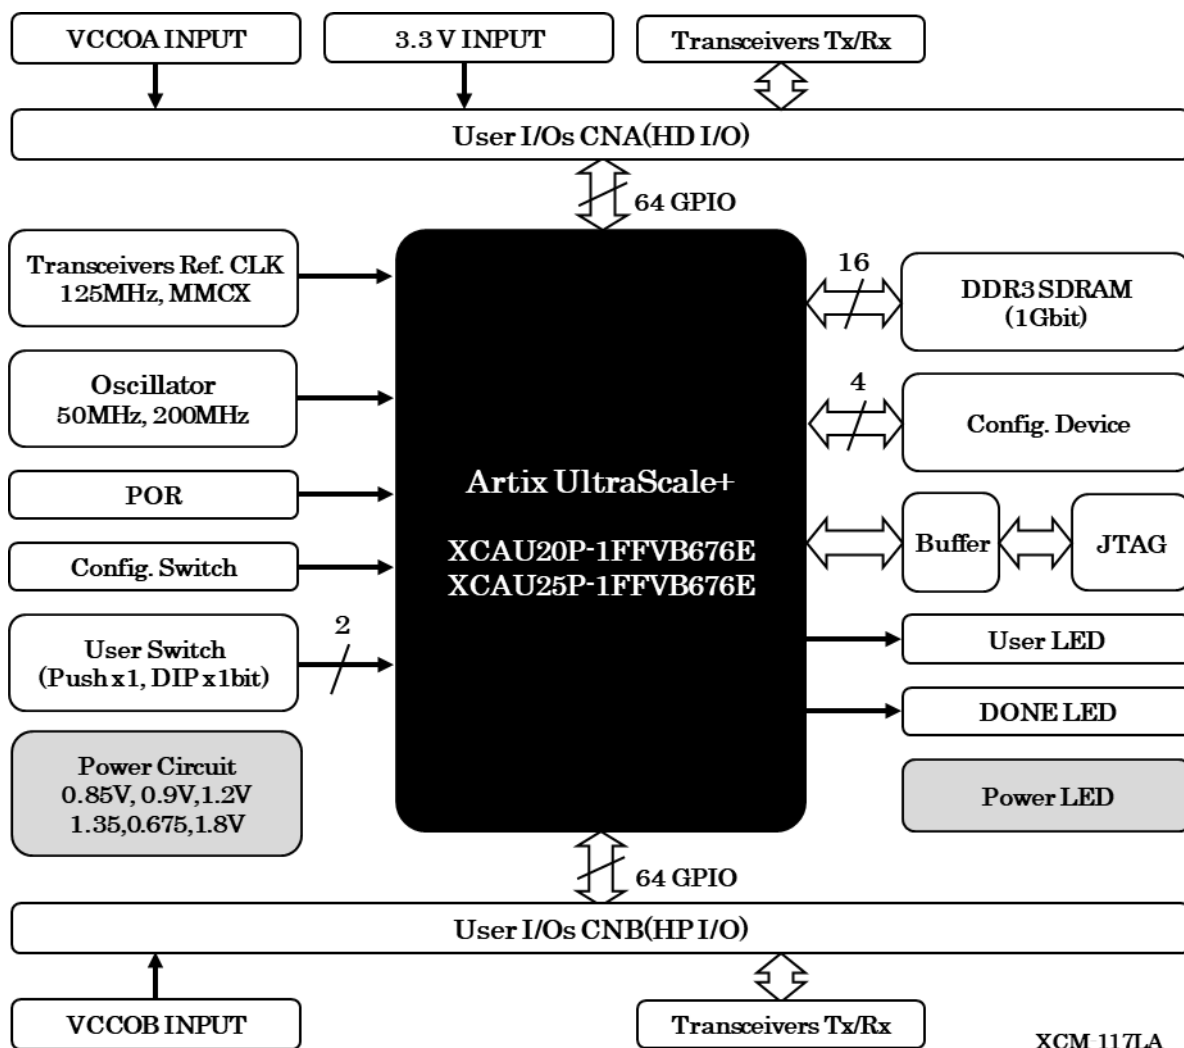 VCCOA INPUT
3.3 V INPUT
Transceivers Tx/Rx
User I/Os CNA(HD I/O)
64 GPIO
Transceivers Ref. CLK
125MHz, MMCX
Oscillator
50MHz, 200MHz
POR
Config. Switch
User Switch
(Push x1, DIP x1bit)
2
Power Circuit
0.85V, 0.9V,1.2V
1.35,0.675,1.8V
Artix UltraScale+
XCAU20P-1FFVB676E
XCAU25P-1FFVB676E
16
DDR3 SDRAM
(1Gbit)
4
Config. Device
Buffer
JTAG
User LED
DONE LED
Power LED
64 GPIO
User I/Os CNB(HP I/O)
VCCOB INPUT
Transceivers Tx/Rx
XCM-117LA